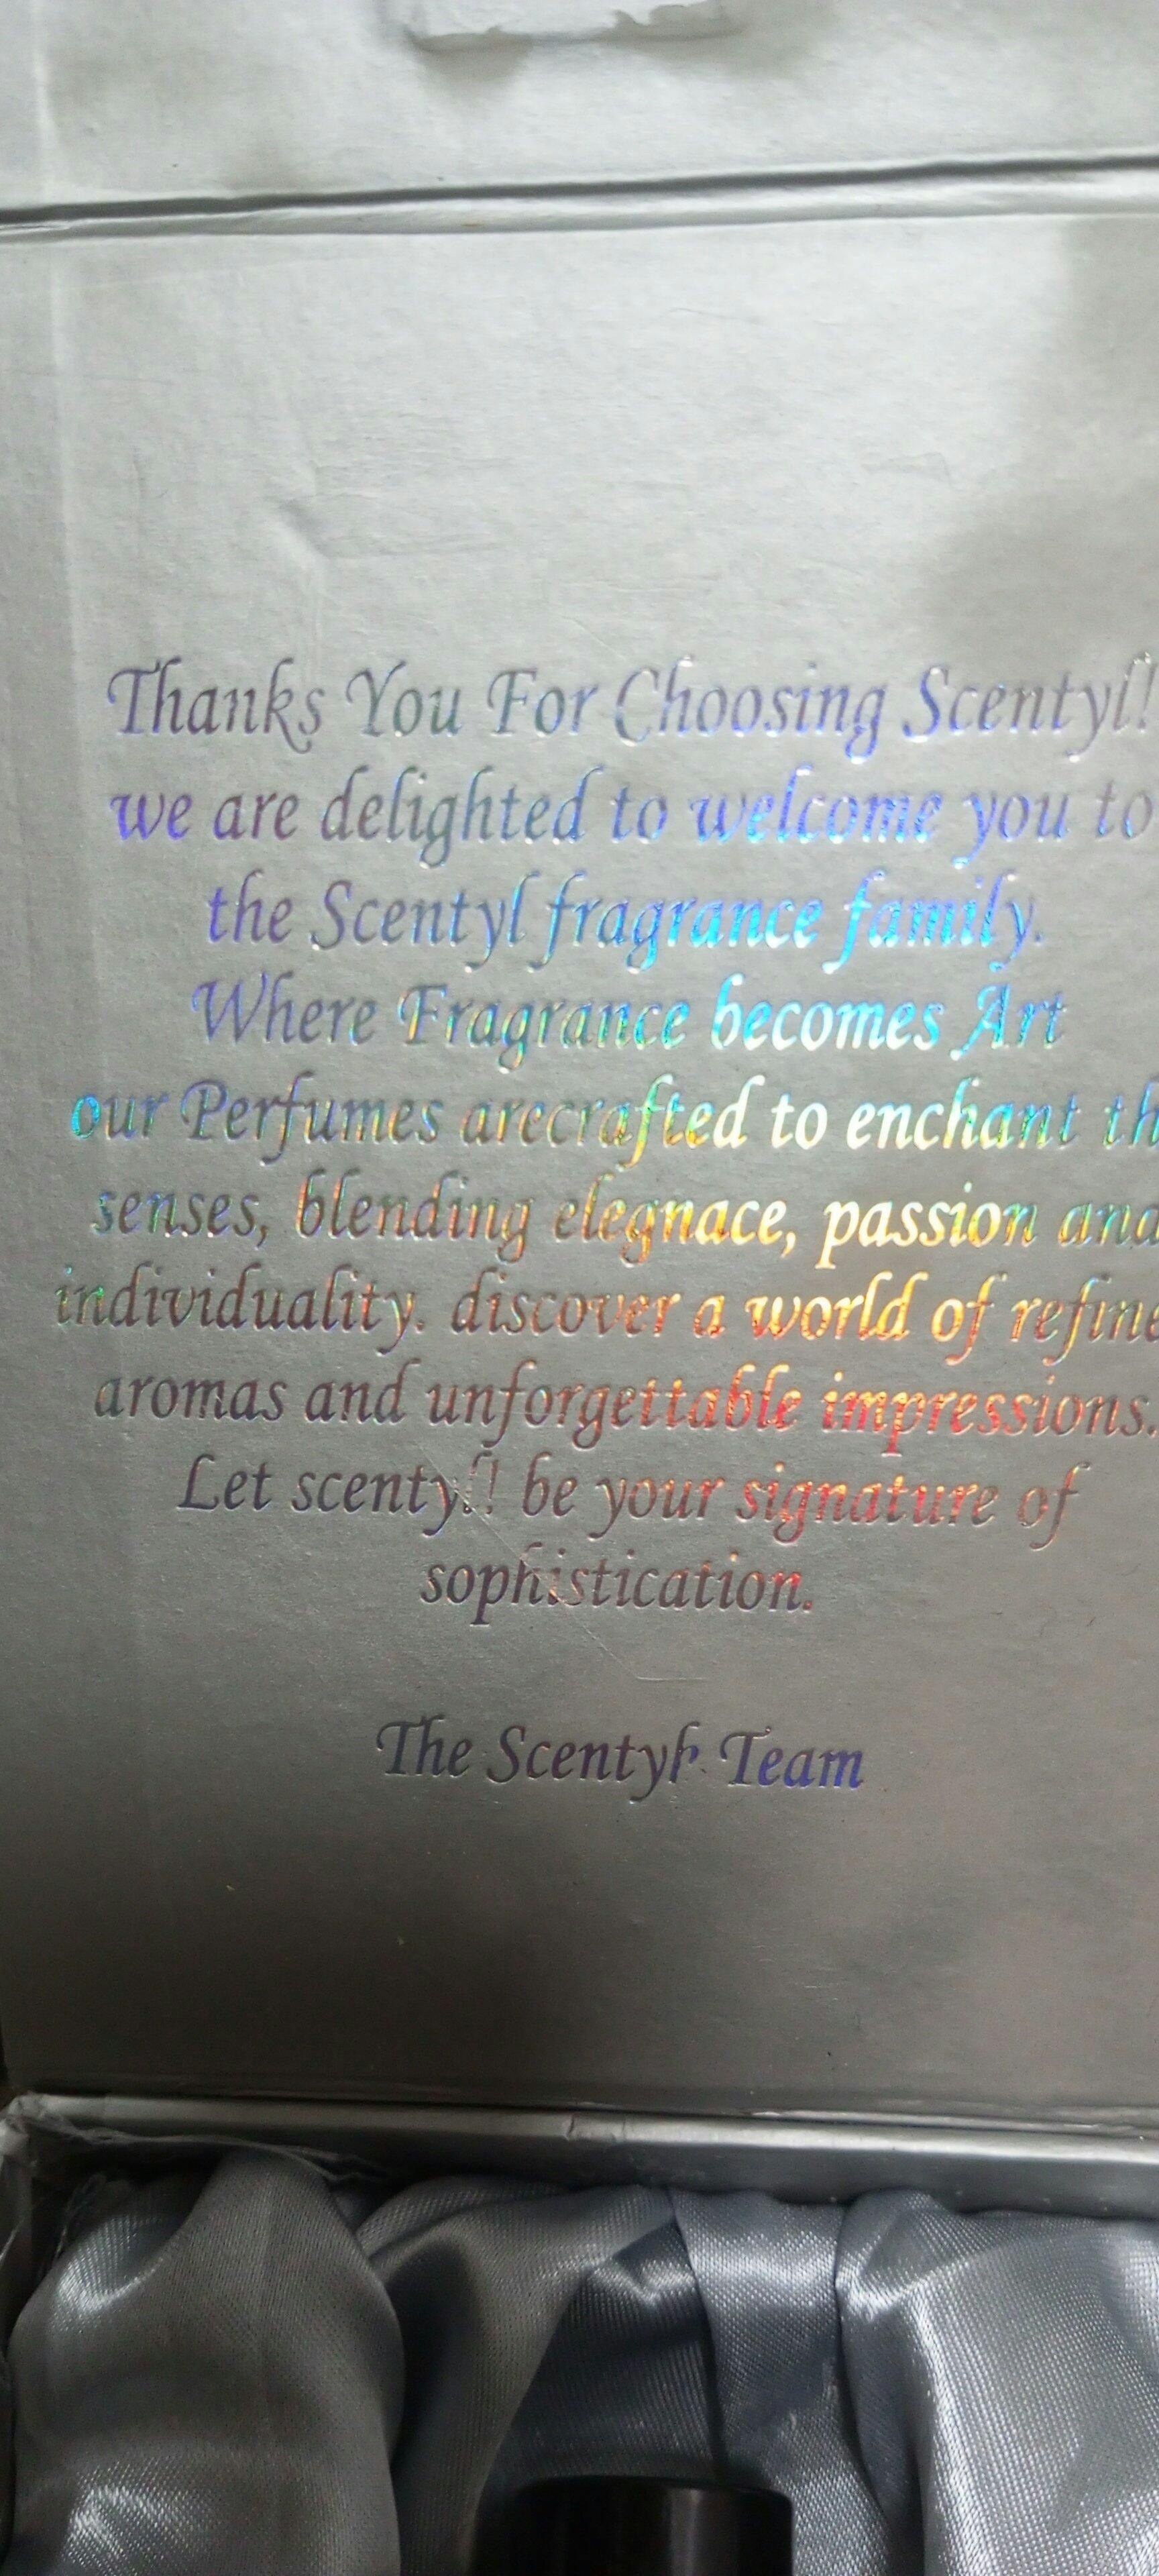 Thanks You For Choosing Scentyl!
we are delighted to welcome you to
the Scentyl fragrance family.
Where Fragrance becomes Art
our Perfumes arecrafted to enchant th
senses, blending elegnace, passion and
individuality. discover a world of refine
aromas and unforgettable impressions.
Let scentyl! be your signature of
sophistication.
The Scentyl Team